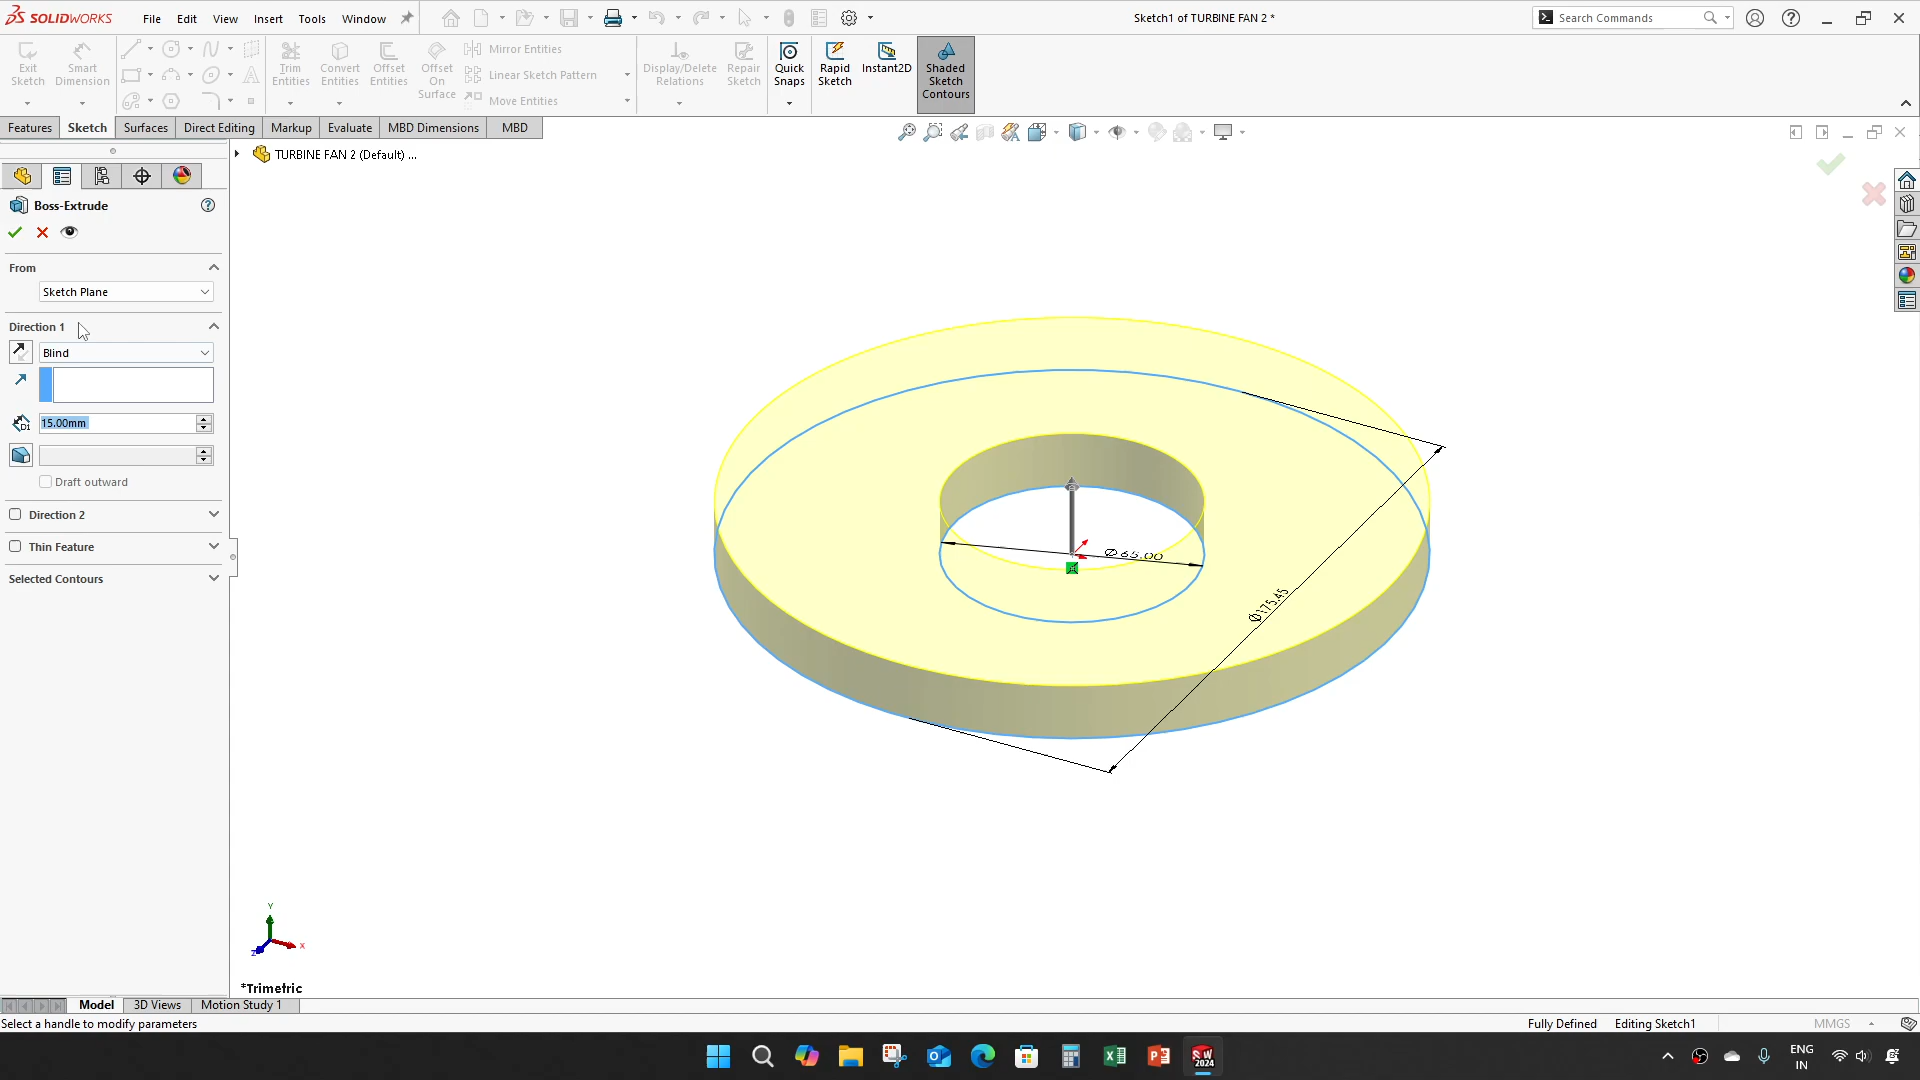 SOLIDWORKS
File Edit View Insert Tools Window
Sketch1 of TURBINE FAN 2 *
Search Commands
Exit Sketch
Smart Dimension
Trim Entities
Convert Entities
Offset Entities
Offset On Surface
Mirror Entities
Linear Sketch Pattern
Move Entities
Display/Delete Relations
Repair Sketch
Quick Snaps
Rapid Sketch
Instant2D
Shaded Sketch Contours
Features Sketch Surfaces Direct Editing Markup Evaluate MBD Dimensions MBD
TURBINE FAN 2 (Default) ...
Boss-Extrude
From
Sketch Plane
Direction 1
Blind
D1
15.00mm
Draft outward
Direction 2
Thin Feature
Selected Contours
Ø 65.00
Ø175.45
Y
X
Z
*Trimetric
Model 3D Views Motion Study 1
Select a handle to modify parameters
Fully Defined Editing Sketch1 MMGS
SW 2024
ENG
IN